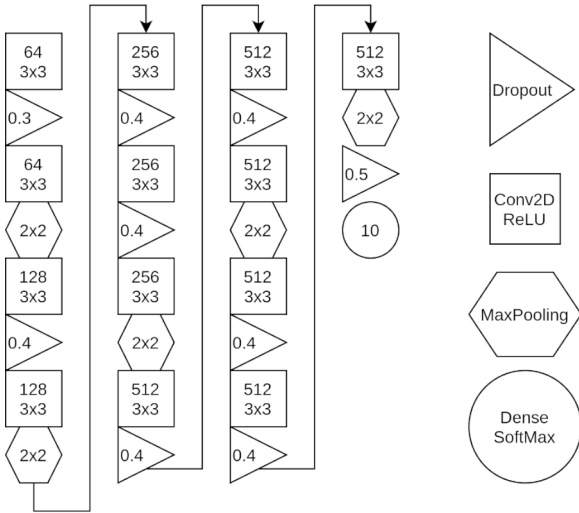 64
3x3
0.3
64
3x3
2x2
128
3x3
0.4
128
3x3
2x2
256
3x3
0.4
256
3x3
0.4
256
3x3
2x2
512
3x3
0.4
512
3x3
0.4
512
3x3
2x2
512
3x3
0.4
512
3x3
0.4
512
3x3
2x2
0.5
10
Dropout
Conv2D
ReLU
MaxPooling
Dense
SoftMax